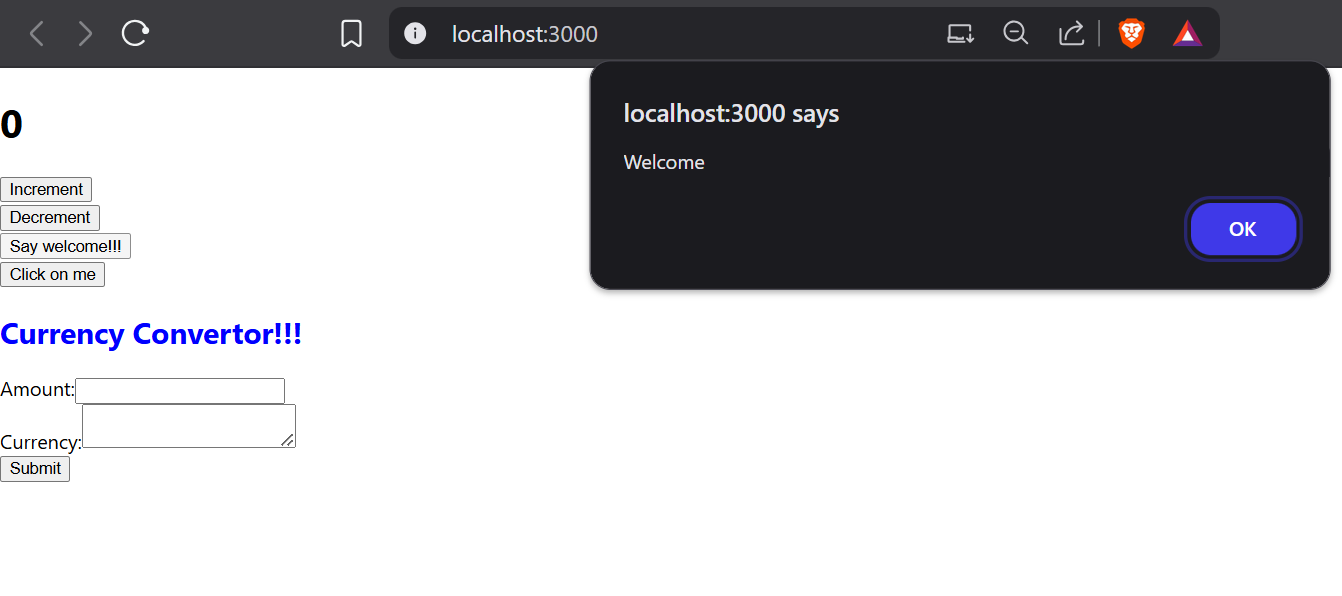 localhost:3000
localhost:3000 says
Welcome
OK
0
Increment
Decrement
Say welcome!!!
Click on me
Currency Convertor!!!
Amount:
Currency:
Submit